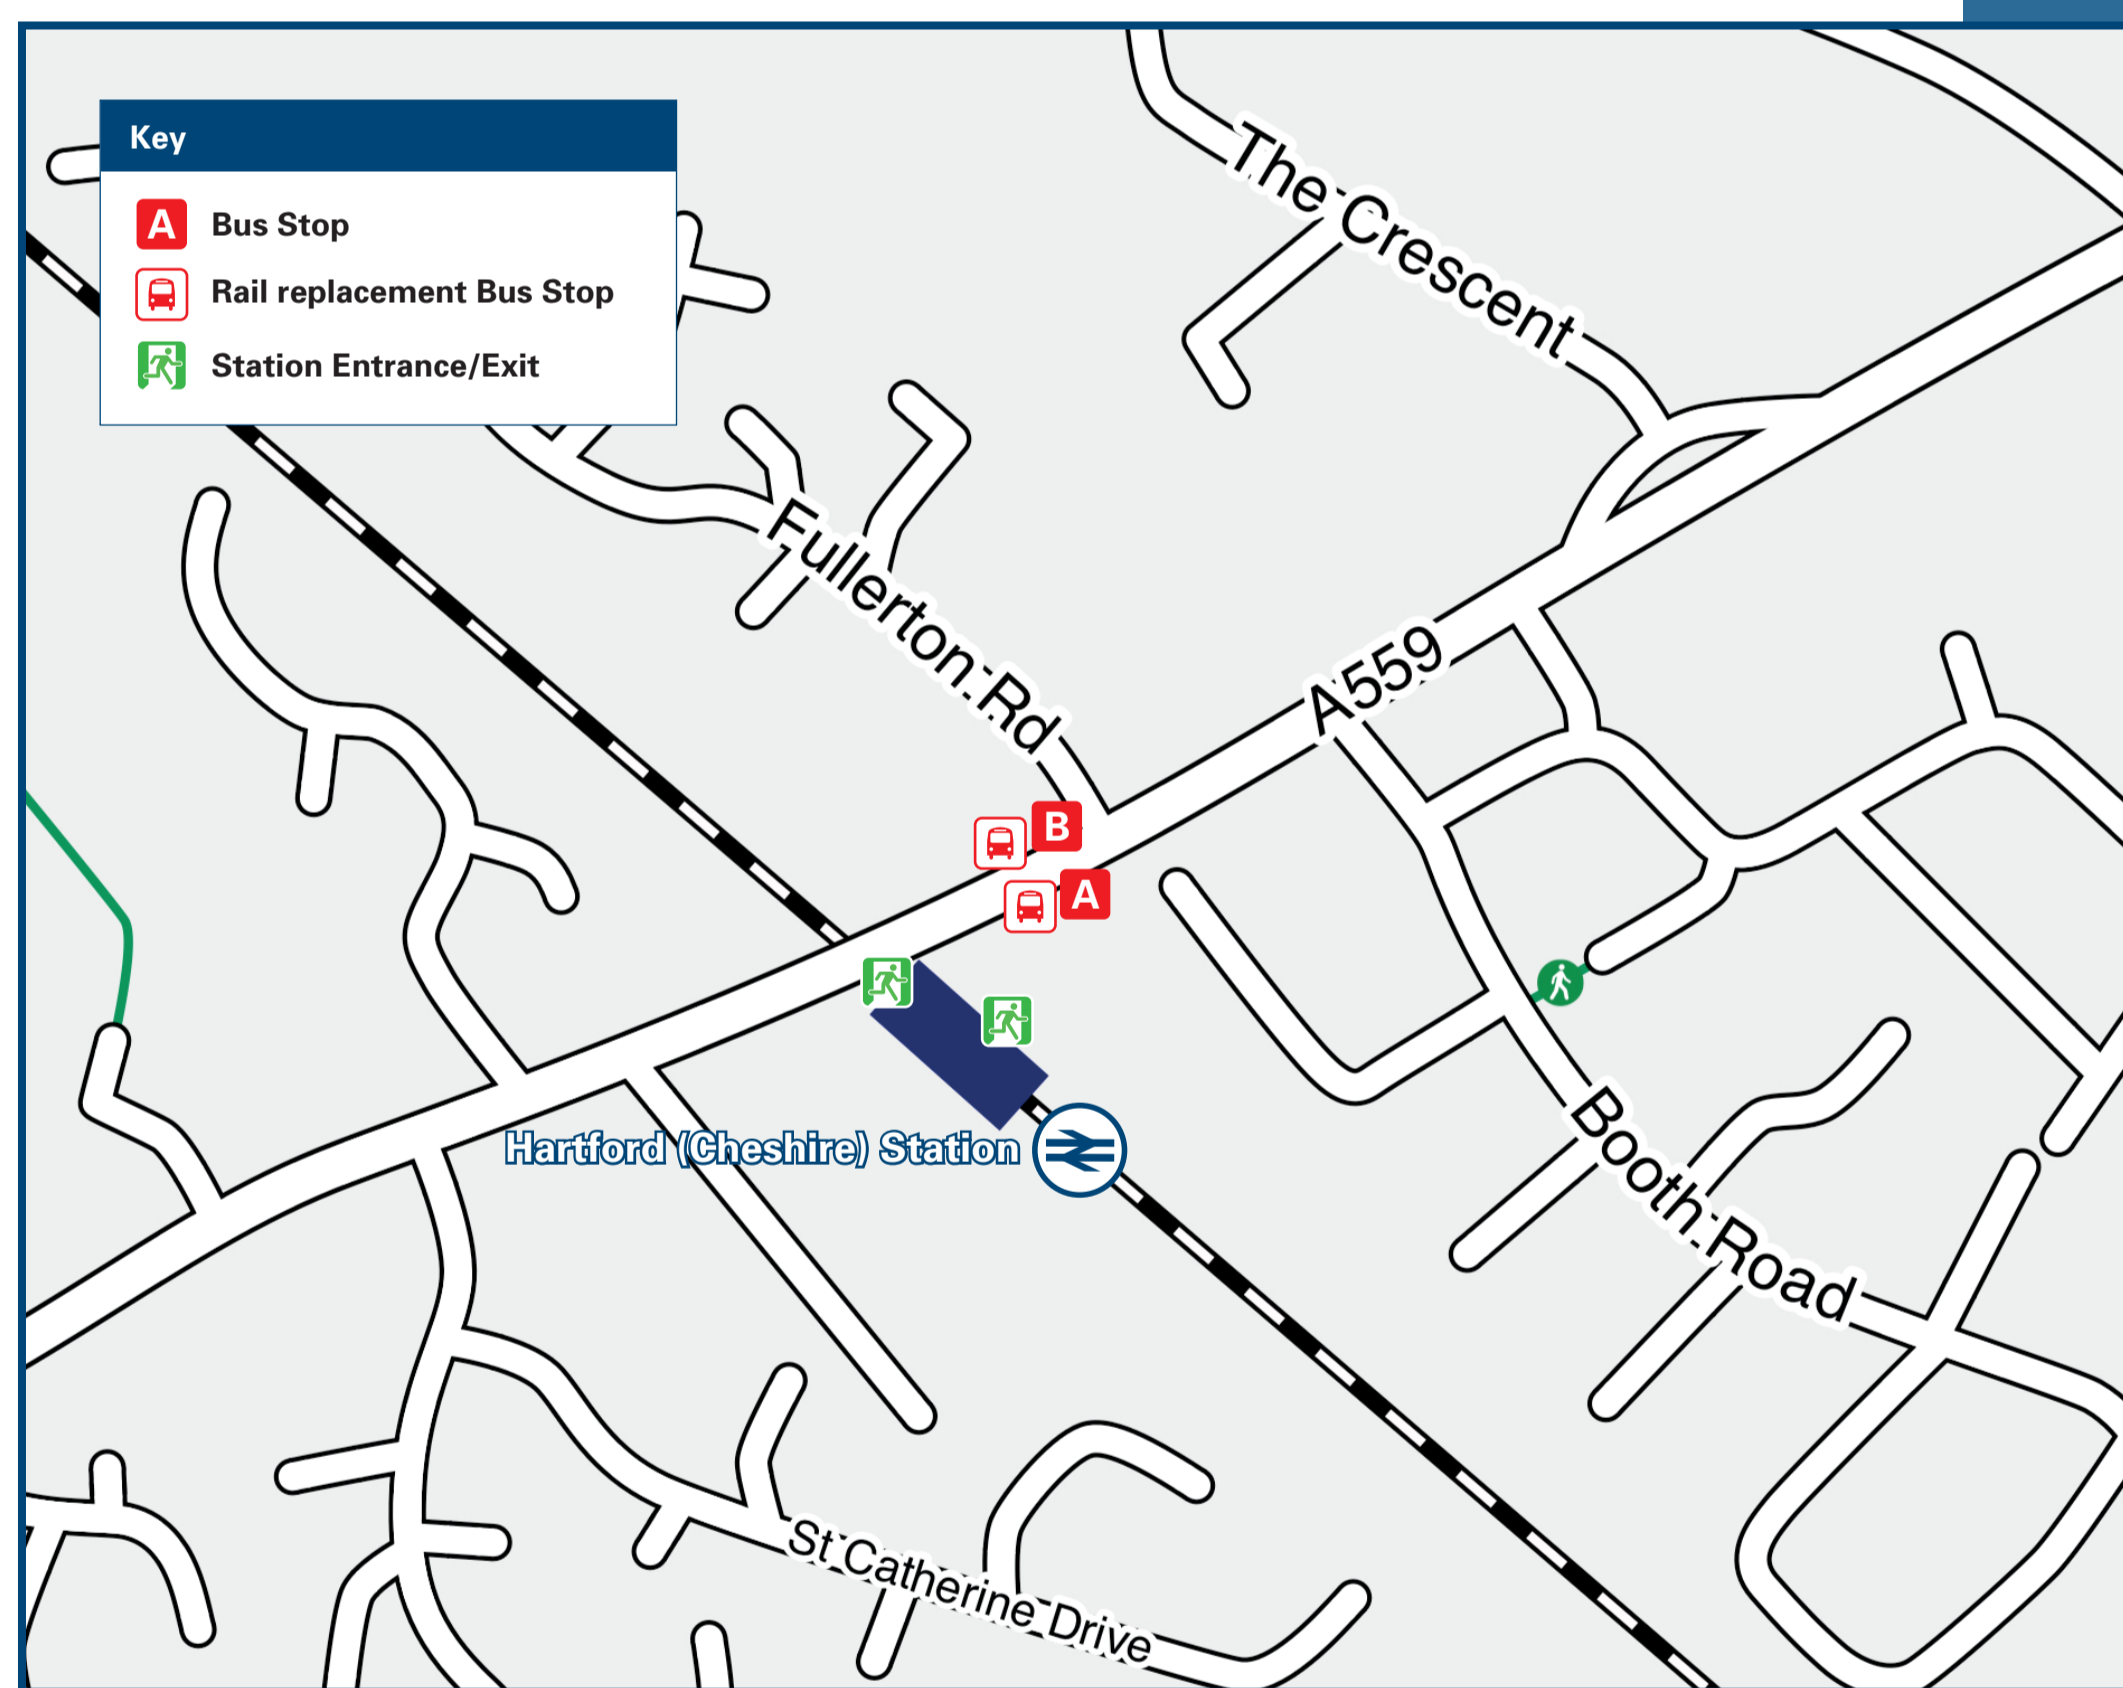 Key
A Bus Stop
Rail replacement Bus Stop
Station Entrance/Exit
The Crescent
Fullerton Rd
A559
B
A
Hartford (Cheshire) Station
Booth Road
St Catherine Drive